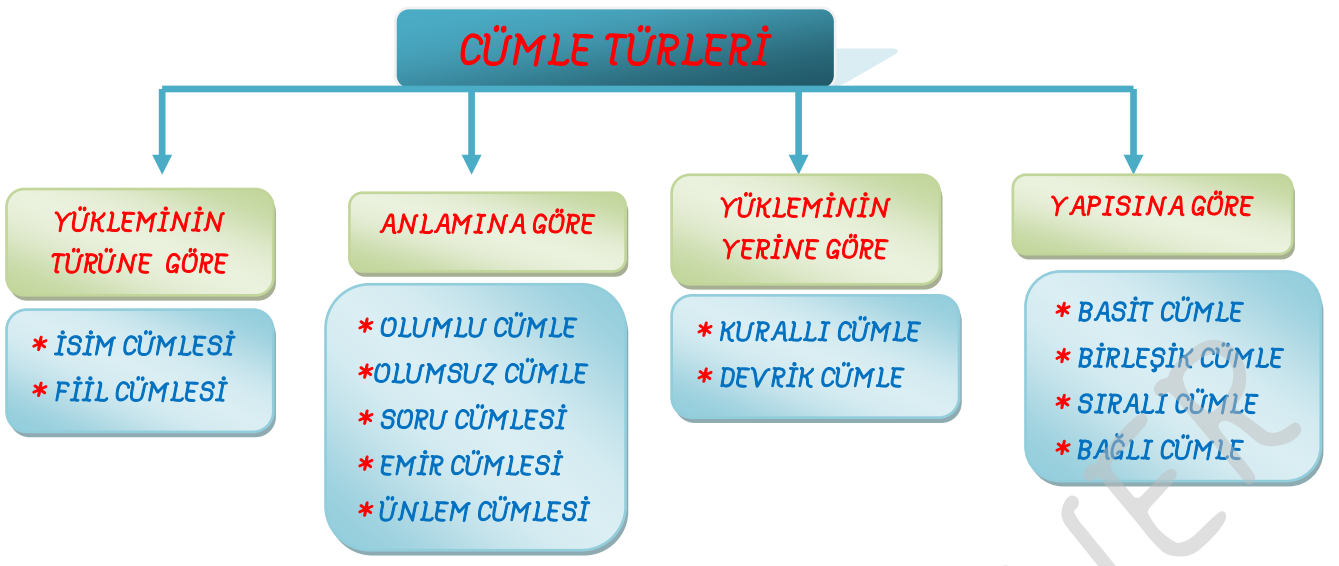 CÜMLE TÜRLERİ
YÜKLEMİNİN
TÜRÜNE GÖRE
* İSİM CÜMLESİ
* FİİL CÜMLESİ
ANLAMINA GÖRE
* OLUMLU CÜMLE
*OLUMSUZ CÜMLE
* SORU CÜMLESİ
* EMİR CÜMLESİ
* ÜNLEM CÜMLESİ
YÜKLEMİNİN
YERİNE GÖRE
* KURALLI CÜMLE
* DEVRİK CÜMLE
YAPISINA GÖRE
* BASİT CÜMLE
* BİRLEŞİK CÜMLE
* SIRALI CÜMLE
* BAĞLI CÜMLE